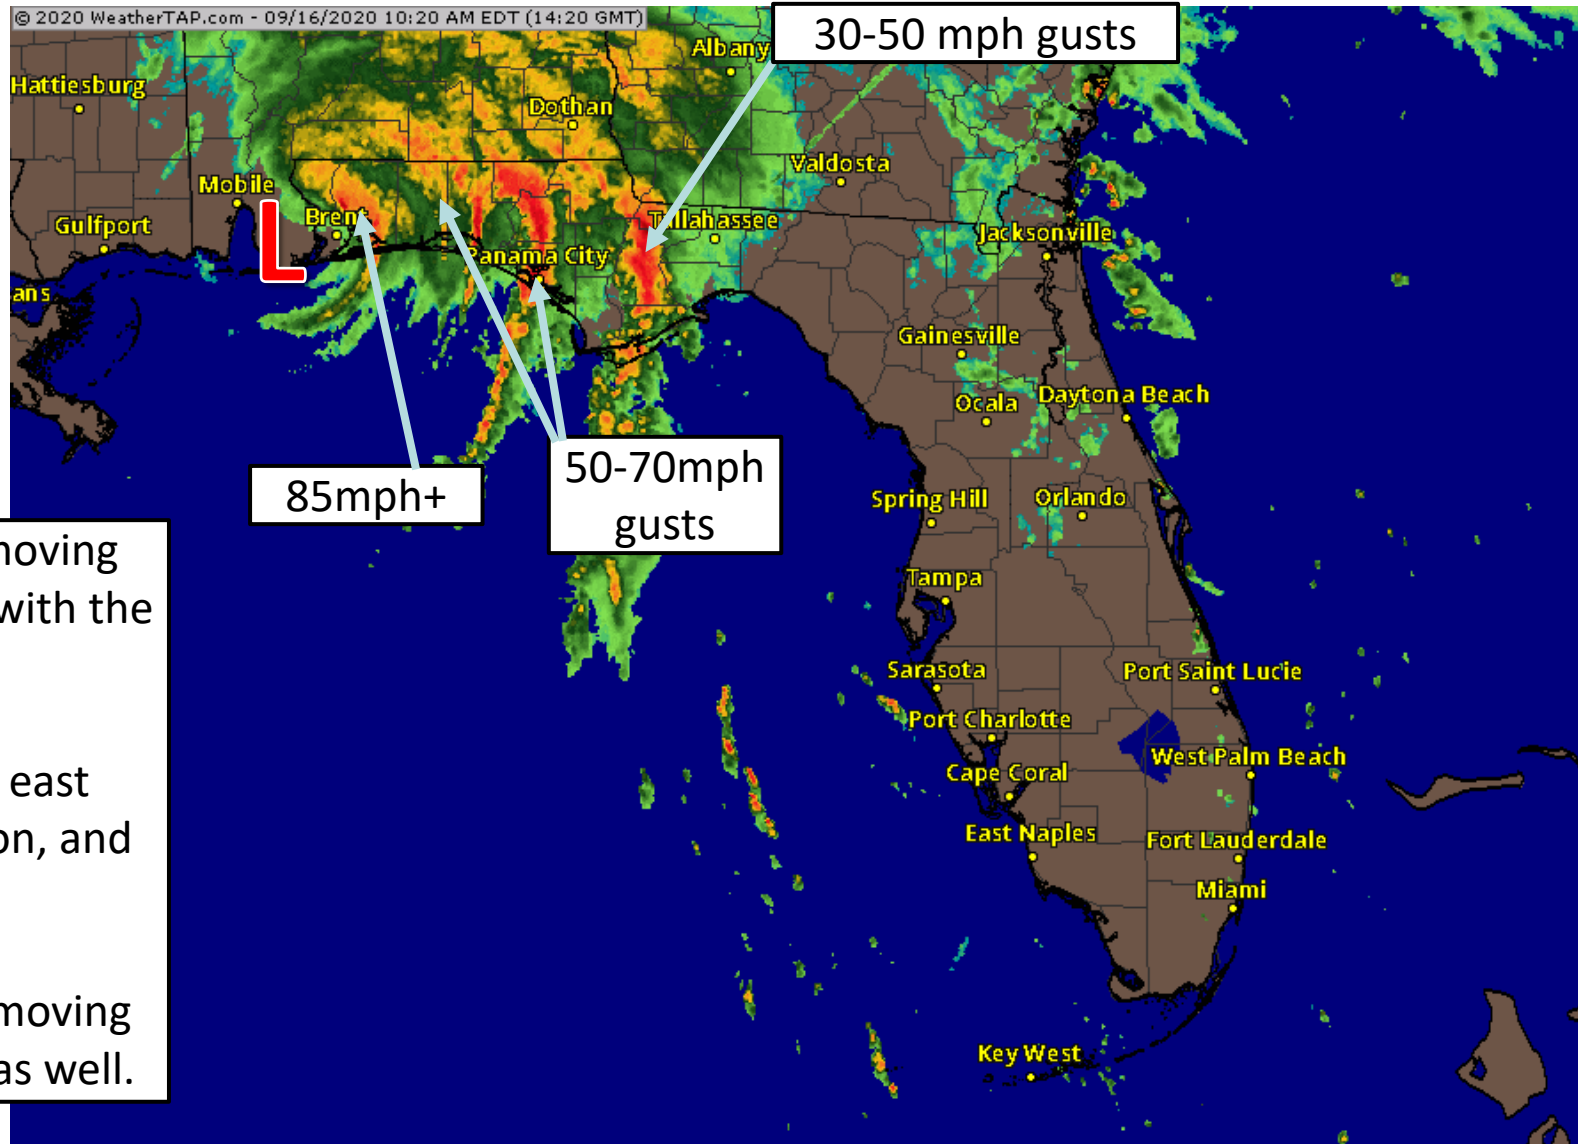 © 2020 WeatherTAP.com - 09/16/2020 10:20 AM EDT (14:20 GMT)
30-50 mph gusts
Albany
Hattiesburg
Dothan
Valdosta
Mobile
Brent
Tallahassee
Gulfport
L
Jacksonville
Panama City
ans
Gainesville
Ocala
Daytona Beach
85mph+
50-70mph
gusts
Spring Hill
Orlando
moving
with the
east
on, and
moving
as well.
Tampa
Sarasota
Port Saint Lucie
Port Charlotte
West Palm Beach
Cape Coral
East Naples
Fort Lauderdale
Miami
Key West